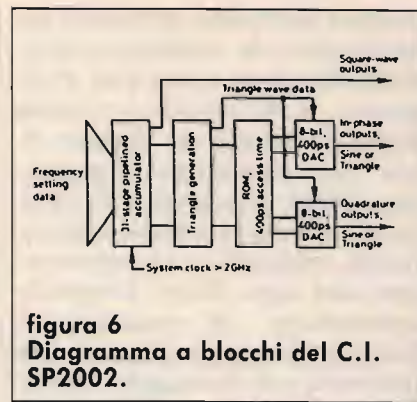 Square-wave
outputs
Triangle wave data
8-bit,
400ps
DAC
In-phase
outputs,
Sine or
Triangle
Frequency
setting
data
31-stage pipelined
accumulator
Triangle generation
ROM,
400ps access time
8-bit,
400ps
DAC
Quadrature
outputs,
Sine or
Triangle
System clock > 2GHz
figura 6
Diagramma a blocchi del C.I.
SP2002.